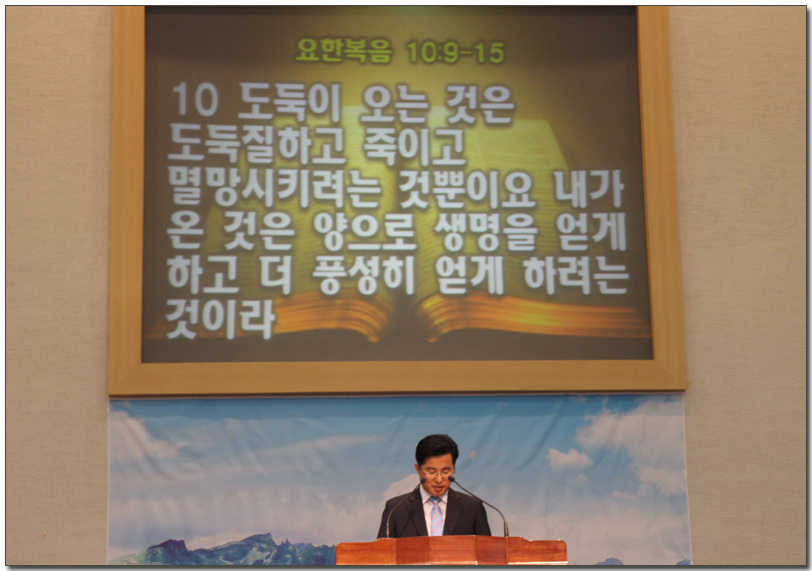 요한복음 10:9-15
10 도둑이 오는 것은
도둑질하고 죽이고
멸망시키려는 것뿐이요 내가
온 것은 양으로 생명을 얻게
하고 더 풍성히 얻게 하려는
것이라